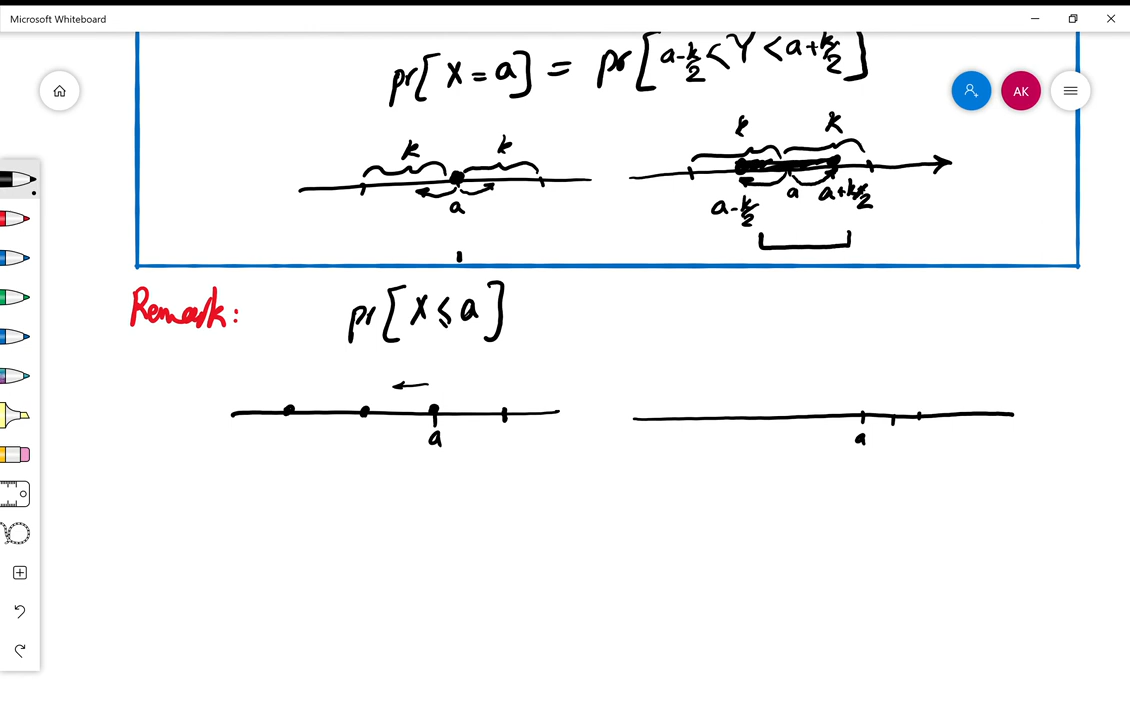 Microsoft Whiteboard
pr[X = a] = pr[a-k/2 < Y < a+k/2]
AK
k k
k k
a
a-k/2 a a+k/2
Remark: pr[X ≤ a]
a a